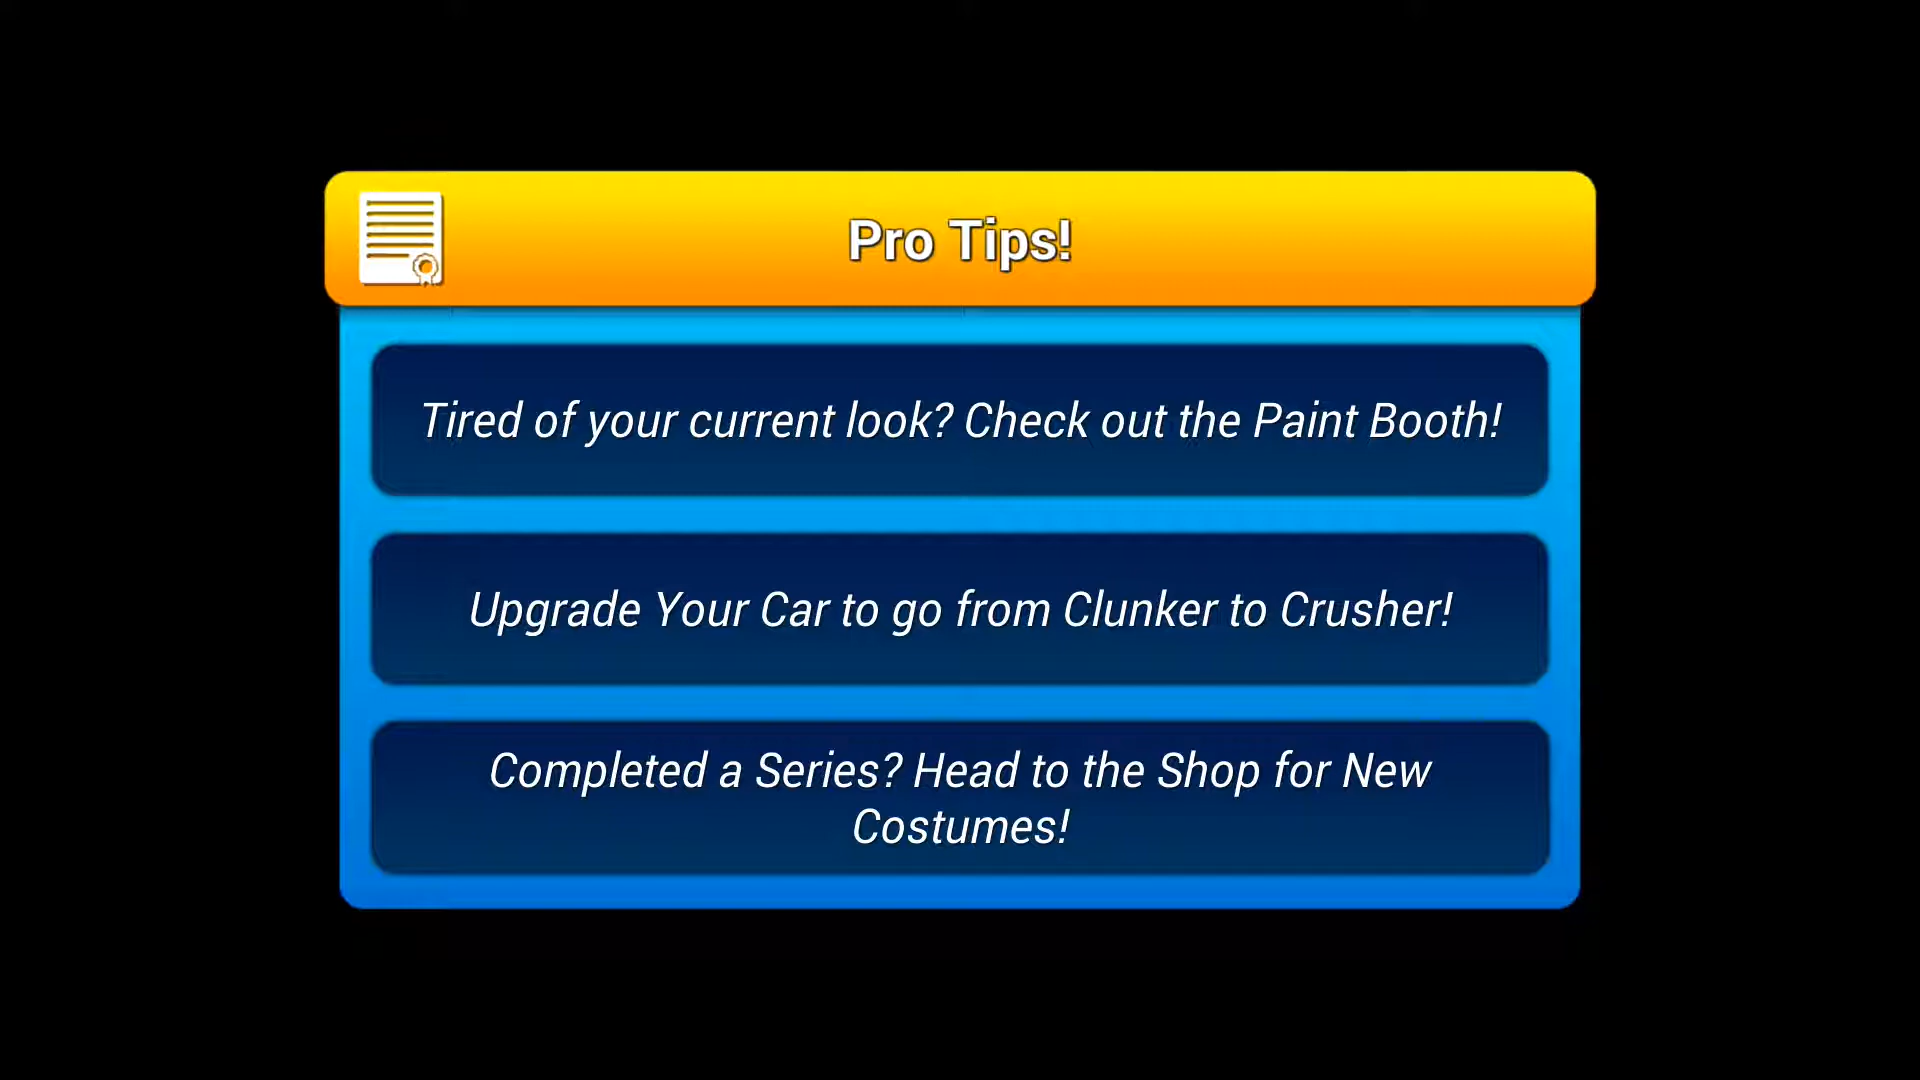 Pro Tips!
Tired of your current look? Check out the Paint Booth!
Upgrade Your Car to go from Clunker to Crusher!
Completed a Series? Head to the Shop for New
Costumes!